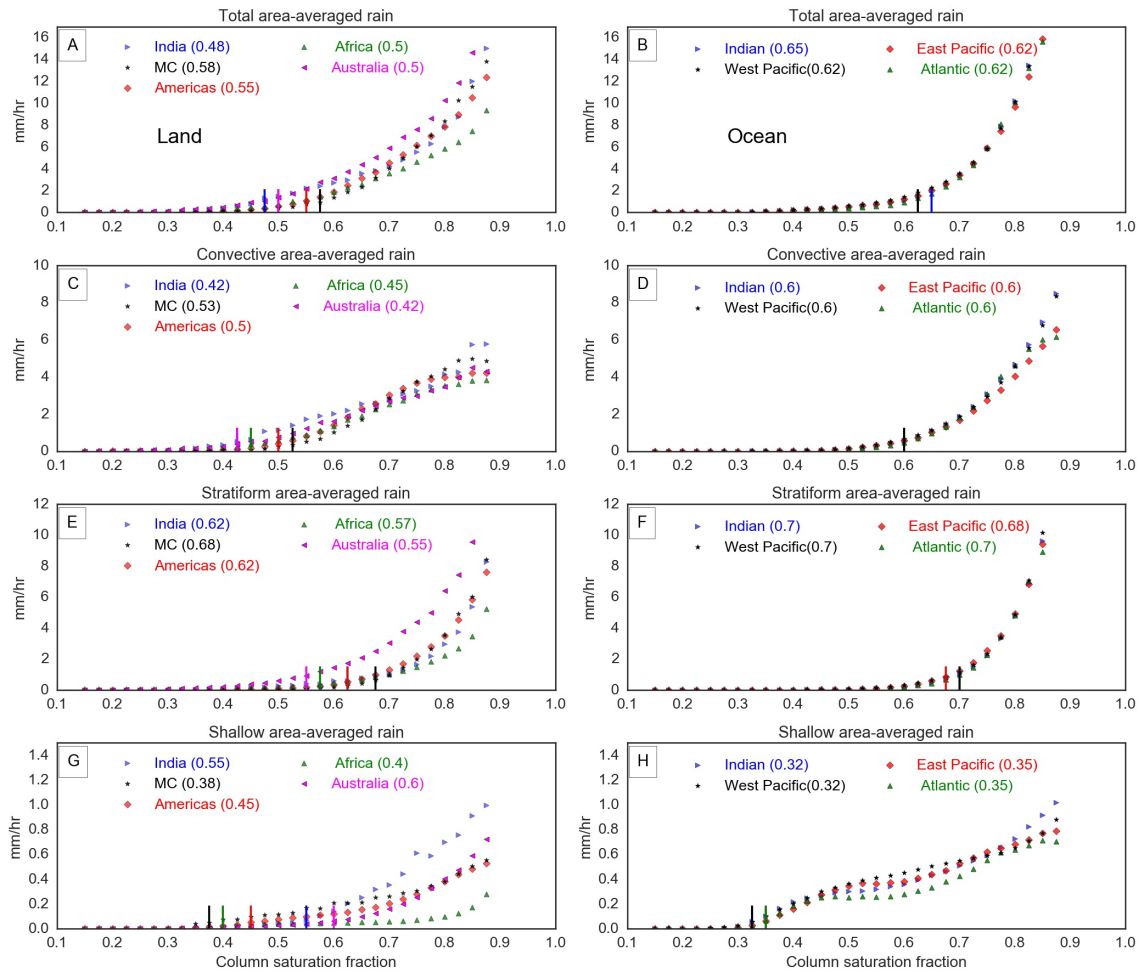 Total area-averaged rain
A
India (0.48)
Africa (0.5)
MC (0.58)
Australia (0.5)
Americas (0.55)
Land
mm/hr
16
14
12
10
8
6
4
2
0
0.1 0.2 0.3 0.4 0.5 0.6 0.7 0.8 0.9 1.0
Total area-averaged rain
B
Indian (0.65)
East Pacific (0.62)
West Pacific(0.62)
Atlantic (0.62)
Ocean
mm/hr
16
14
12
10
8
6
4
2
0
0.1 0.2 0.3 0.4 0.5 0.6 0.7 0.8 0.9 1.0
Convective area-averaged rain
C
India (0.42)
Africa (0.45)
MC (0.53)
Australia (0.42)
Americas (0.5)
mm/hr
10
8
6
4
2
0
0.1 0.2 0.3 0.4 0.5 0.6 0.7 0.8 0.9 1.0
Convective area-averaged rain
D
Indian (0.6)
East Pacific (0.6)
West Pacific(0.6)
Atlantic (0.6)
mm/hr
10
8
6
4
2
0
0.1 0.2 0.3 0.4 0.5 0.6 0.7 0.8 0.9 1.0
Stratiform area-averaged rain
E
India (0.62)
Africa (0.57)
MC (0.68)
Australia (0.55)
Americas (0.62)
mm/hr
12
10
8
6
4
2
0
0.1 0.2 0.3 0.4 0.5 0.6 0.7 0.8 0.9 1.0
Stratiform area-averaged rain
F
Indian (0.7)
East Pacific (0.68)
West Pacific(0.7)
Atlantic (0.7)
mm/hr
12
10
8
6
4
2
0
0.1 0.2 0.3 0.4 0.5 0.6 0.7 0.8 0.9 1.0
Shallow area-averaged rain
G
India (0.55)
Africa (0.4)
MC (0.38)
Australia (0.6)
Americas (0.45)
mm/hr
1.4
1.2
1.0
0.8
0.6
0.4
0.2
0.0
0.1 0.2 0.3 0.4 0.5 0.6 0.7 0.8 0.9 1.0
Column saturation fraction
Shallow area-averaged rain
H
Indian (0.32)
East Pacific (0.35)
West Pacific(0.32)
Atlantic (0.35)
mm/hr
1.4
1.2
1.0
0.8
0.6
0.4
0.2
0.0
0.1 0.2 0.3 0.4 0.5 0.6 0.7 0.8 0.9 1.0
Column saturation fraction